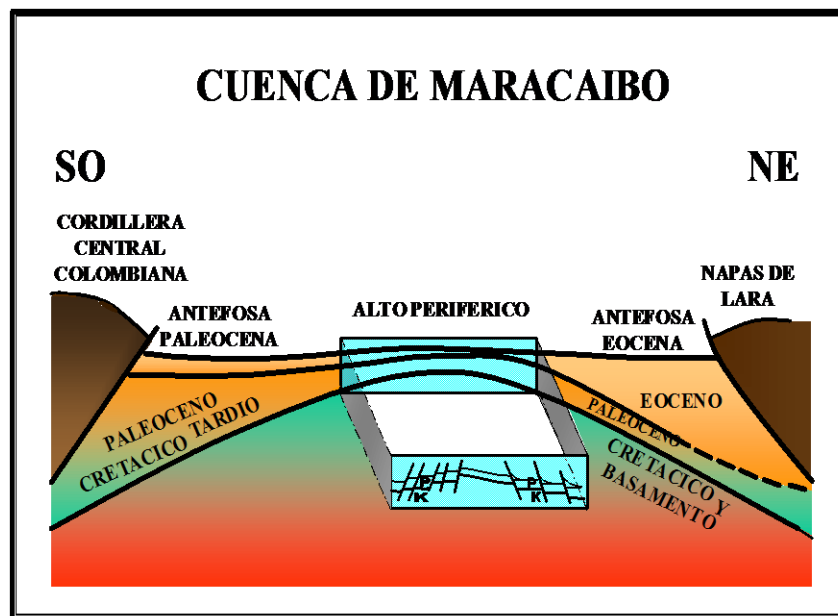 CUENCA DE MARACAIBO
SO
NE
CORDILLERA
CENTRAL
COLOMBIANA
ANTEFOSA
PALEOCENA
ALTO PERIFERICO
ANTEFOSA
EOCENA
NAPAS DE
LARA
PALEOCENO
CRETACICO TARDIO
EOCENO
PALEOCENO
CRETACICO Y
BASAMENTO
P
K
P
K